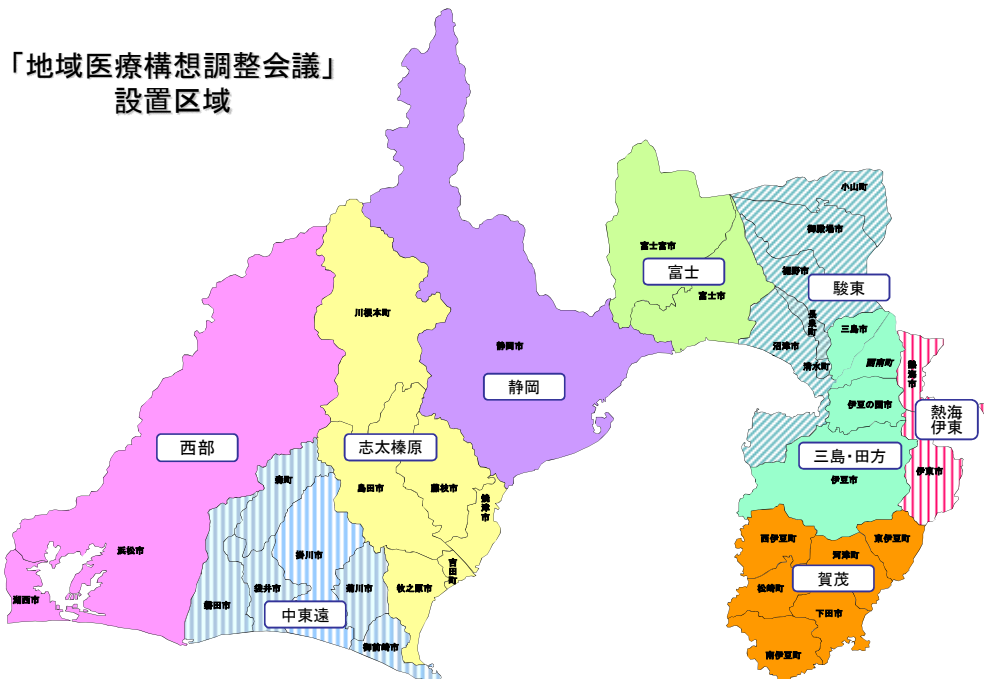 「地域医療構想調整会議」
設置区域
小山町
御殿場市
富士宮市
富士
裾野市
駿東
富士市
長泉町
川根本町
三島市
静岡市
沼津市
函南町
清水町
熱海市
静岡
伊豆の国市
熱海
伊東
西部
志太榛原
三島・田方
伊東市
森町
島田市
藤枝市
伊豆市
焼津市
西伊豆町
東伊豆町
浜松市
掛川市
河津町
吉田町
賀茂
湖西市
袋井市
菊川市
牧之原市
松崎町
磐田市
中東遠
下田市
御前崎市
南伊豆町